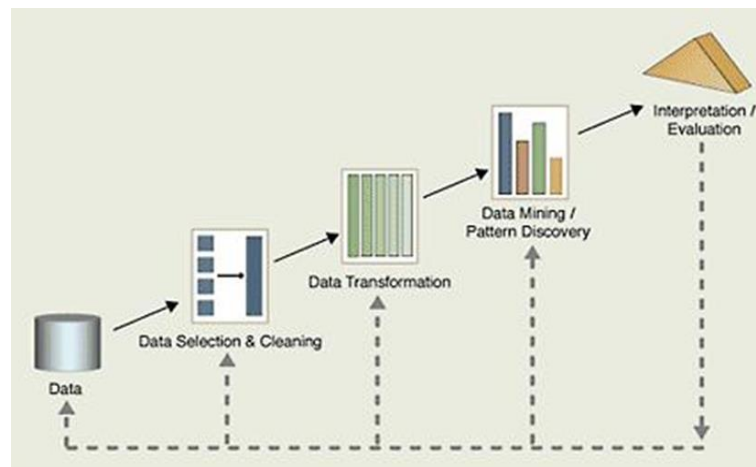 Interpretation /
Evaluation
Data Mining /
Pattern Discovery
Data Transformation
Data Selection & Cleaning
Data